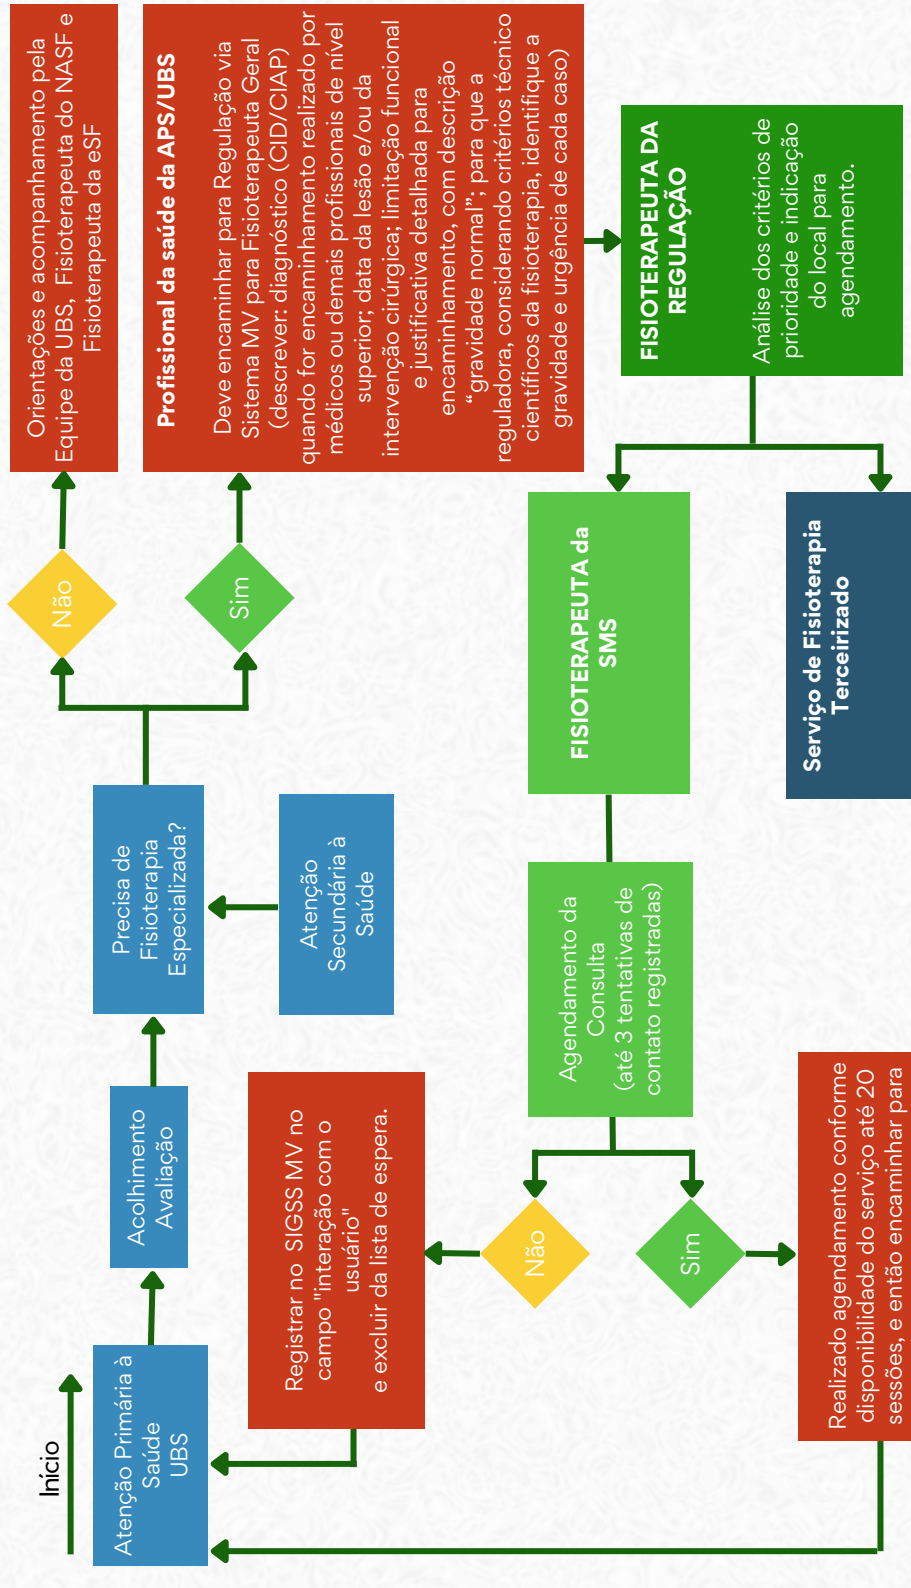 Início
Atenção Primária à
Saúde
UBS
Acolhimento
Avaliação
Precisa de
Fisioterapia
Especializada?
Atenção
Secundária à
Saúde
Não
Orientações e acompanhamento pela
Equipe da UBS, Fisioterapeuta do NASF e
Fisioterapeuta da eSF
Sim
Profissional da saúde da APS/UBS
Deve encaminhar para Regulação via
Sistema MV para Fisioterapeuta Geral
(descrever: diagnóstico (CID/CIAP)
quando for encaminhamento realizado por
médicos ou demais profissionais de nível
superior; data da lesão e/ou da
intervenção cirúrgica; limitação funcional
e justificativa detalhada para
encaminhamento, com descrição
“gravidade normal”; para que a
reguladora, considerando critérios técnico
científicos da fisioterapia, identifique a
gravidade e urgência de cada caso)
FISIOTERAPEUTA DA
REGULAÇÃO
Análise dos critérios de
prioridade e indicação
do local para
agendamento.
FISIOTERAPEUTA da
SMS
Serviço de Fisioterapia
Terceirizado
Agendamento da
Consulta
(até 3 tentativas de
contato registradas)
Não
Registrar no SIGSS MV no
campo "interação com o
usuário"
e excluir da lista de espera.
Sim
Realizado agendamento conforme
disponibilidade do serviço até 20
sessões, e então encaminhar para